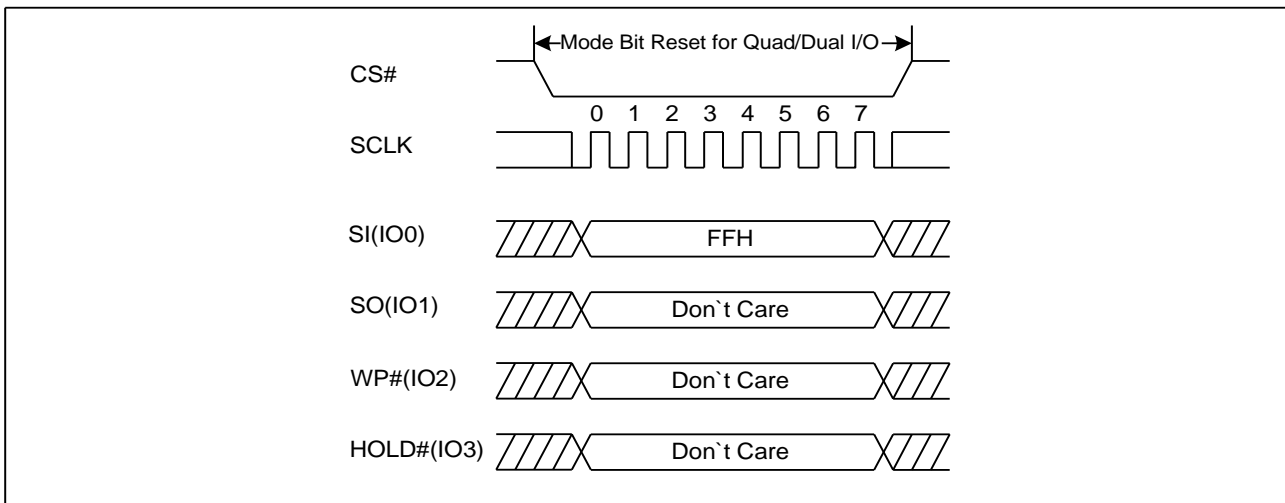 Mode Bit Reset for Quad/Dual I/O
CS#
0 1 2 3 4 5 6 7
SCLK
SI(IO0) FFH
SO(IO1) Don`t Care
WP#(IO2) Don`t Care
HOLD#(IO3) Don`t Care